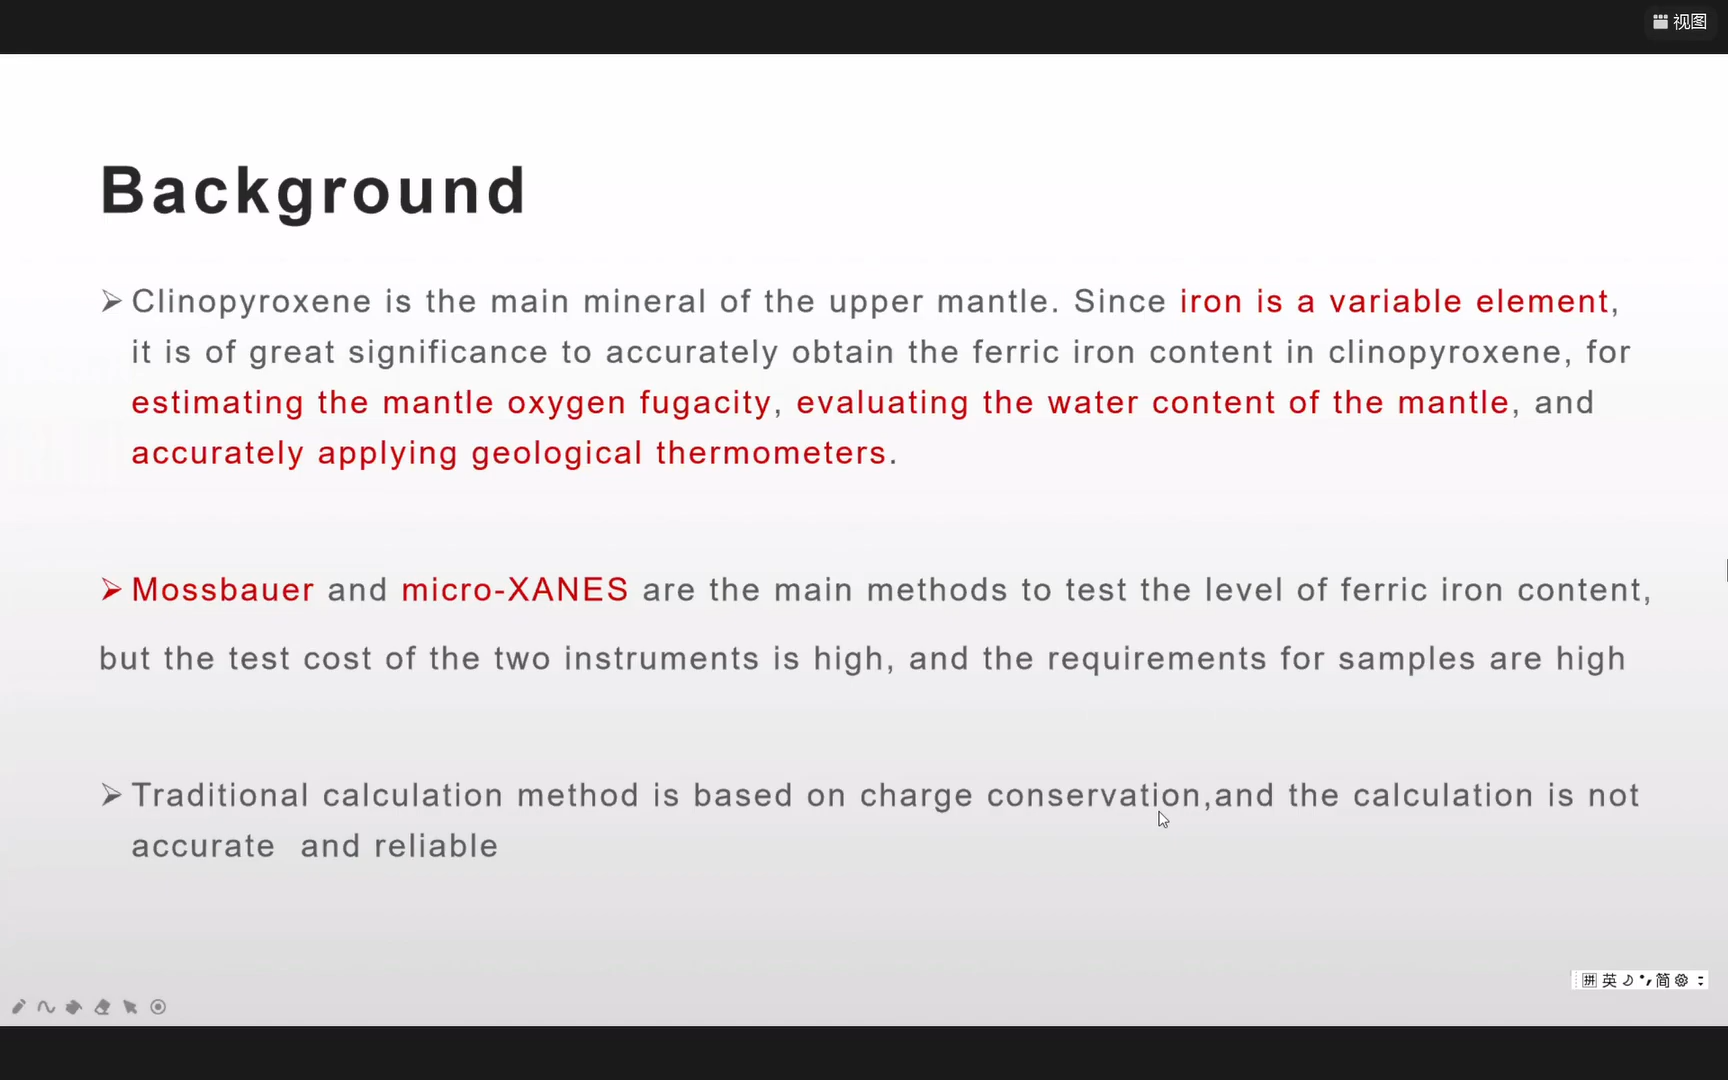 视图
Background
➢ Clinopyroxene is the main mineral of the upper mantle. Since iron is a variable element,
it is of great significance to accurately obtain the ferric iron content in clinopyroxene, for
estimating the mantle oxygen fugacity, evaluating the water content of the mantle, and
accurately applying geological thermometers.
➢ Mossbauer and micro-XANES are the main methods to test the level of ferric iron content,
but the test cost of the two instruments is high, and the requirements for samples are high
➢ Traditional calculation method is based on charge conservation,and the calculation is not
accurate  and reliable
拼 英 简